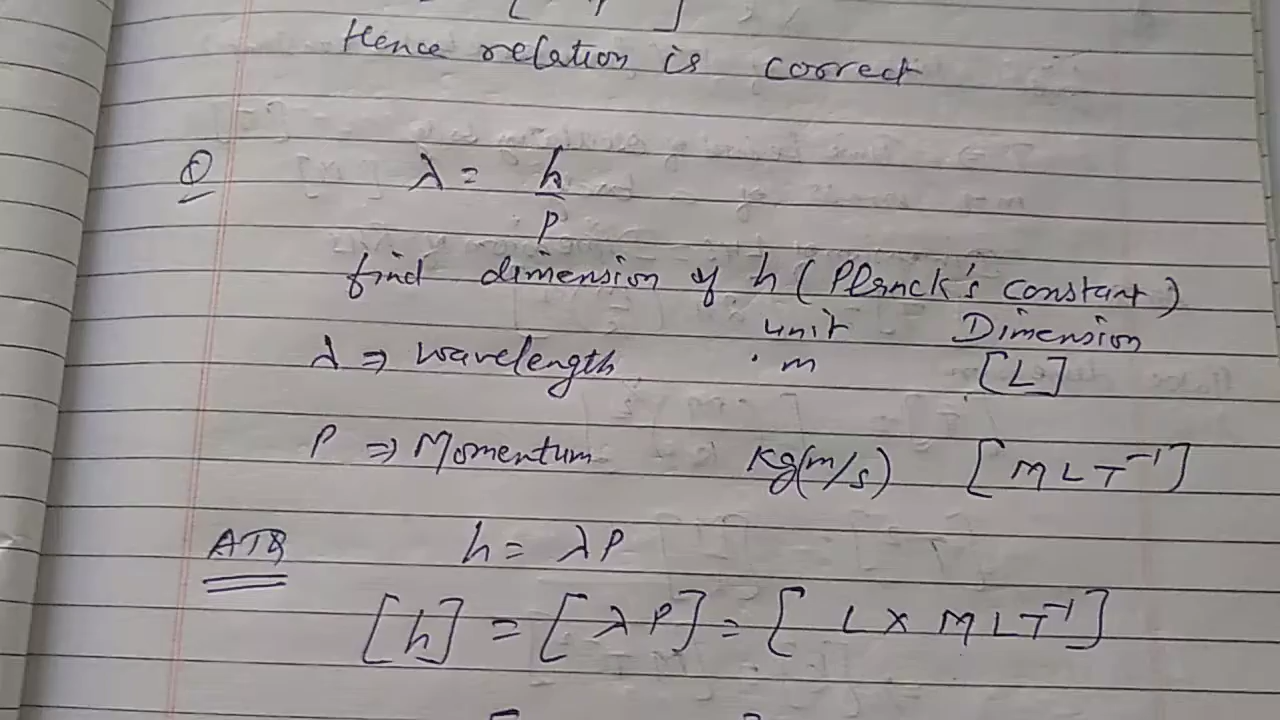 Hence relation is correct
Q λ = h/P
find dimension of h (Planck's constant)
unit Dimension
λ ⇒ wavelength m [L]
P ⇒ Momentum kg(m/s) [MLT⁻¹]
ATQ h = λP
[h] = [λP] = [L × MLT⁻¹]